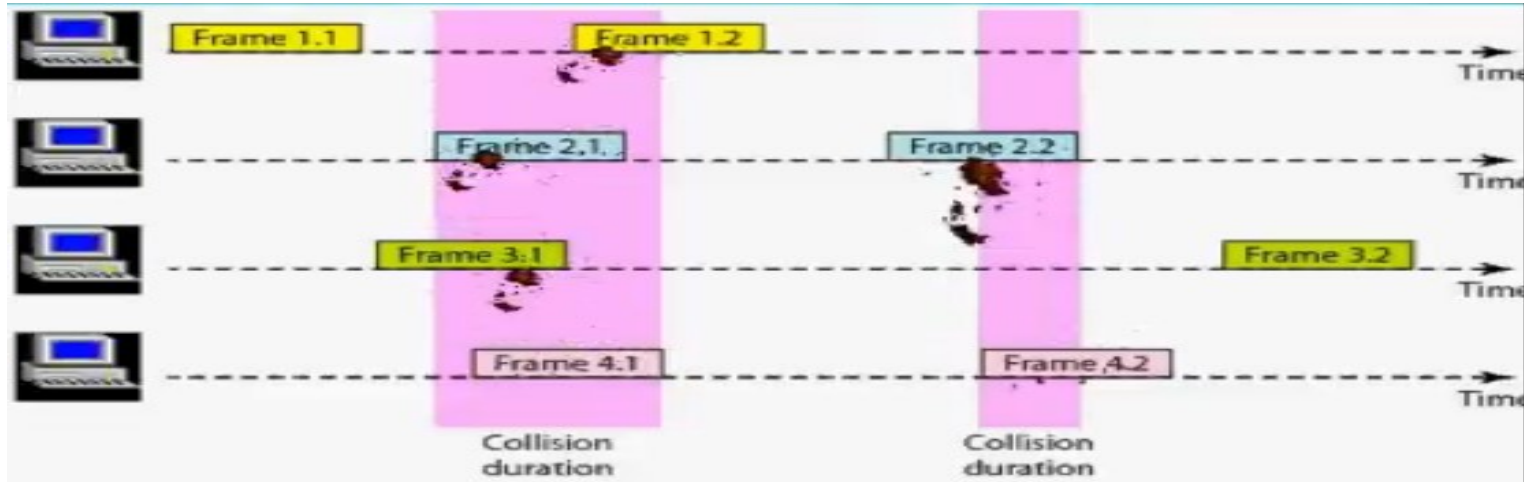 Frame 1.1
Frame 1.2
Time
Frame 2.1
Frame 2.2
Time
Frame 3.1
Frame 3.2
Time
Frame 4.1
Frame 4.2
Time
Collision
duration
Collision
duration